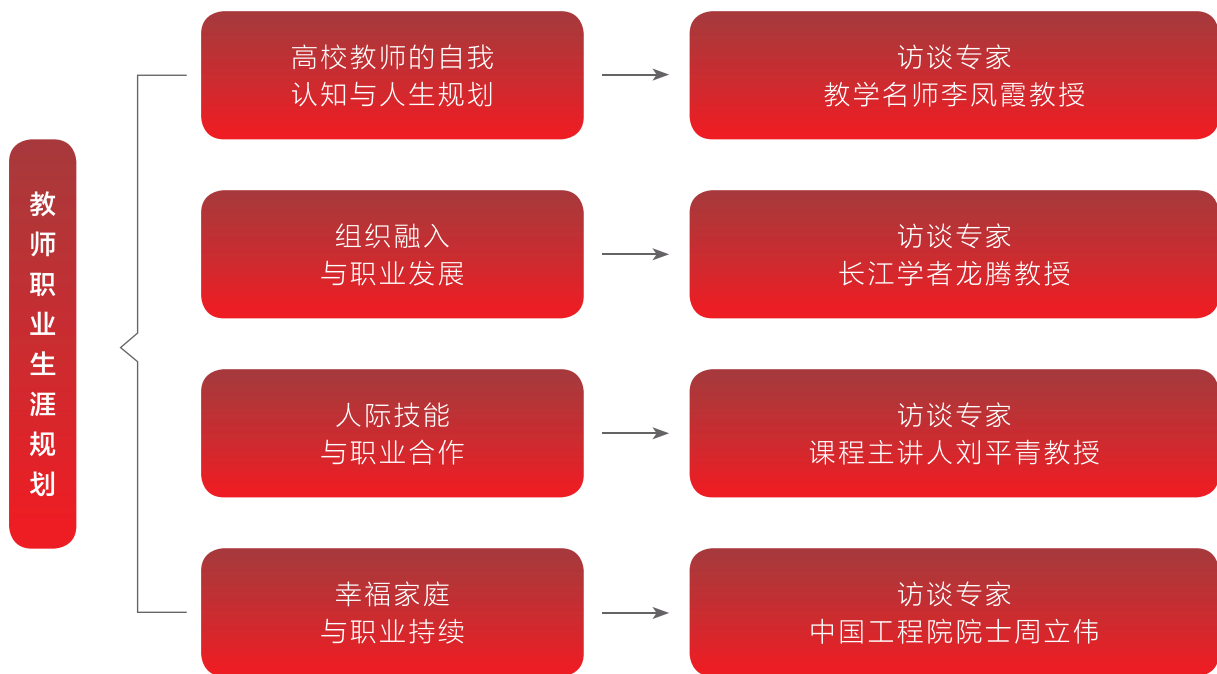 教师职业生涯规划
高校教师的自我
认知与人生规划
访谈专家
教学名师李凤霞教授
组织融入
与职业发展
访谈专家
长江学者龙腾教授
人际技能
与职业合作
访谈专家
课程主讲人刘平青教授
幸福家庭
与职业持续
访谈专家
中国工程院院士周立伟